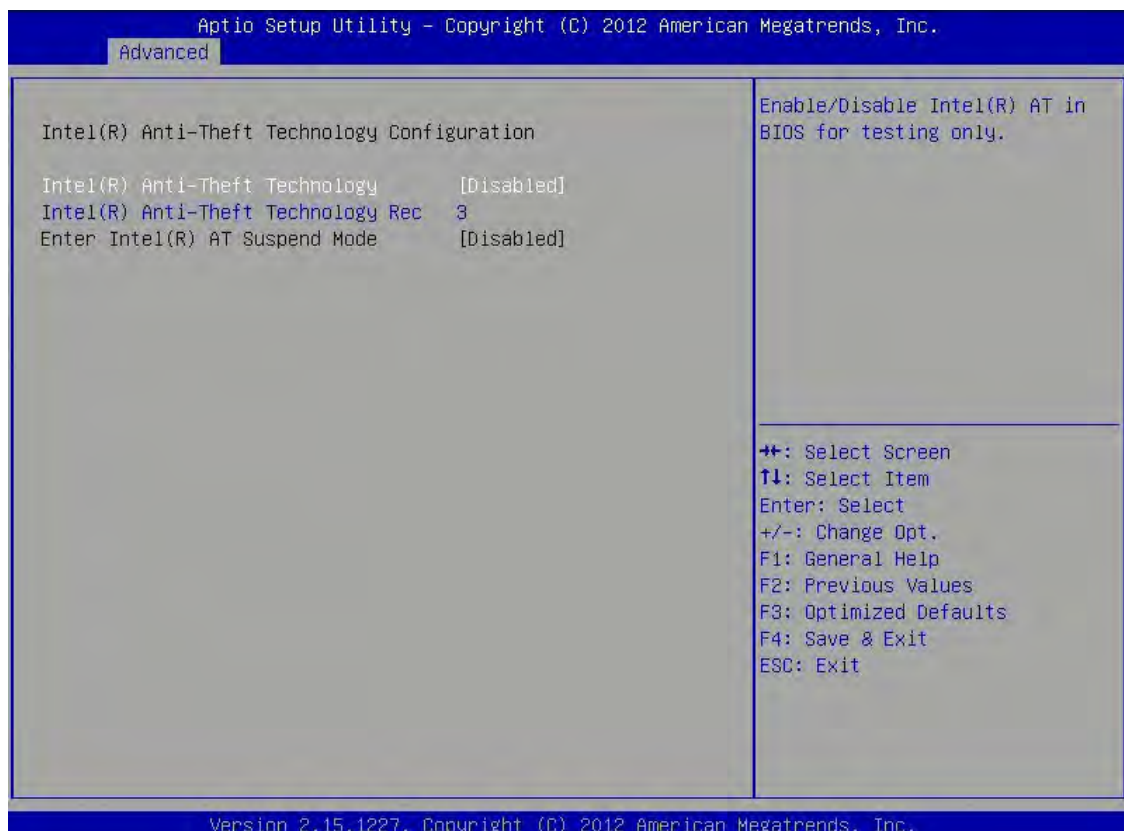 Aptio Setup Utility – Copyright (C) 2012 American Megatrends, Inc.
Advanced
Intel(R) Anti-Theft Technology Configuration
Intel(R) Anti-Theft Technology [Disabled]
Intel(R) Anti-Theft Technology Rec 3
Enter Intel(R) AT Suspend Mode [Disabled]
Enable/Disable Intel(R) AT in
BIOS for testing only.
→←: Select Screen
↑↓: Select Item
Enter: Select
+/-: Change Opt.
F1: General Help
F2: Previous Values
F3: Optimized Defaults
F4: Save & Exit
ESC: Exit
Version 2.15.1227. Copyright (C) 2012 American Megatrends, Inc.